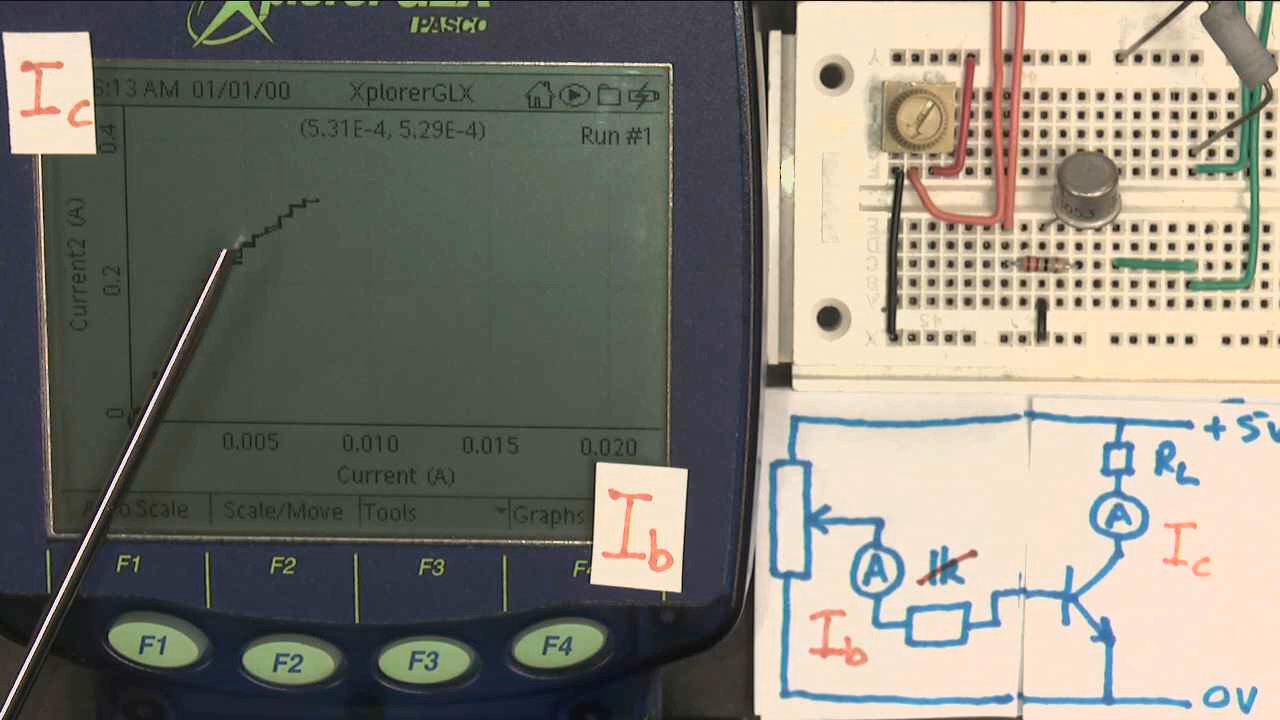 XplorerGLX
PASCO
Ic
:13 AM 01/01/00 XplorerGLX
(5.31E-4, 5.29E-4)
Run #1
0.4
0.2
0
Current2 (A)
0.005 0.010 0.015 0.020
Current (A)
Scale Scale/Move Tools Graphs
Ib
F1 F2 F3
F1 F2 F3 F4
+5V
RL
A
Ic
A
1k
Ib
0V